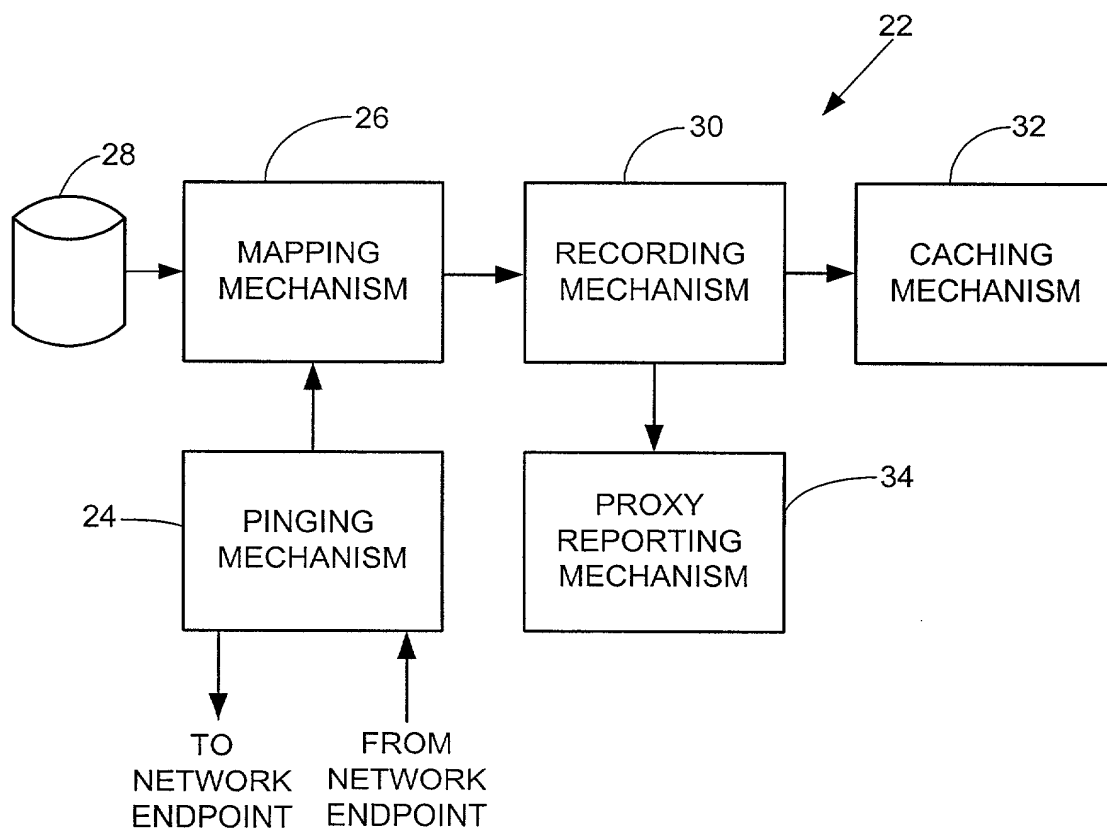 22
26
30
32
28
MAPPING
MECHANISM
RECORDING
MECHANISM
CACHING
MECHANISM
24
PINGING
MECHANISM
PROXY
REPORTING
MECHANISM
34
TO
NETWORK
ENDPOINT
FROM
NETWORK
ENDPOINT